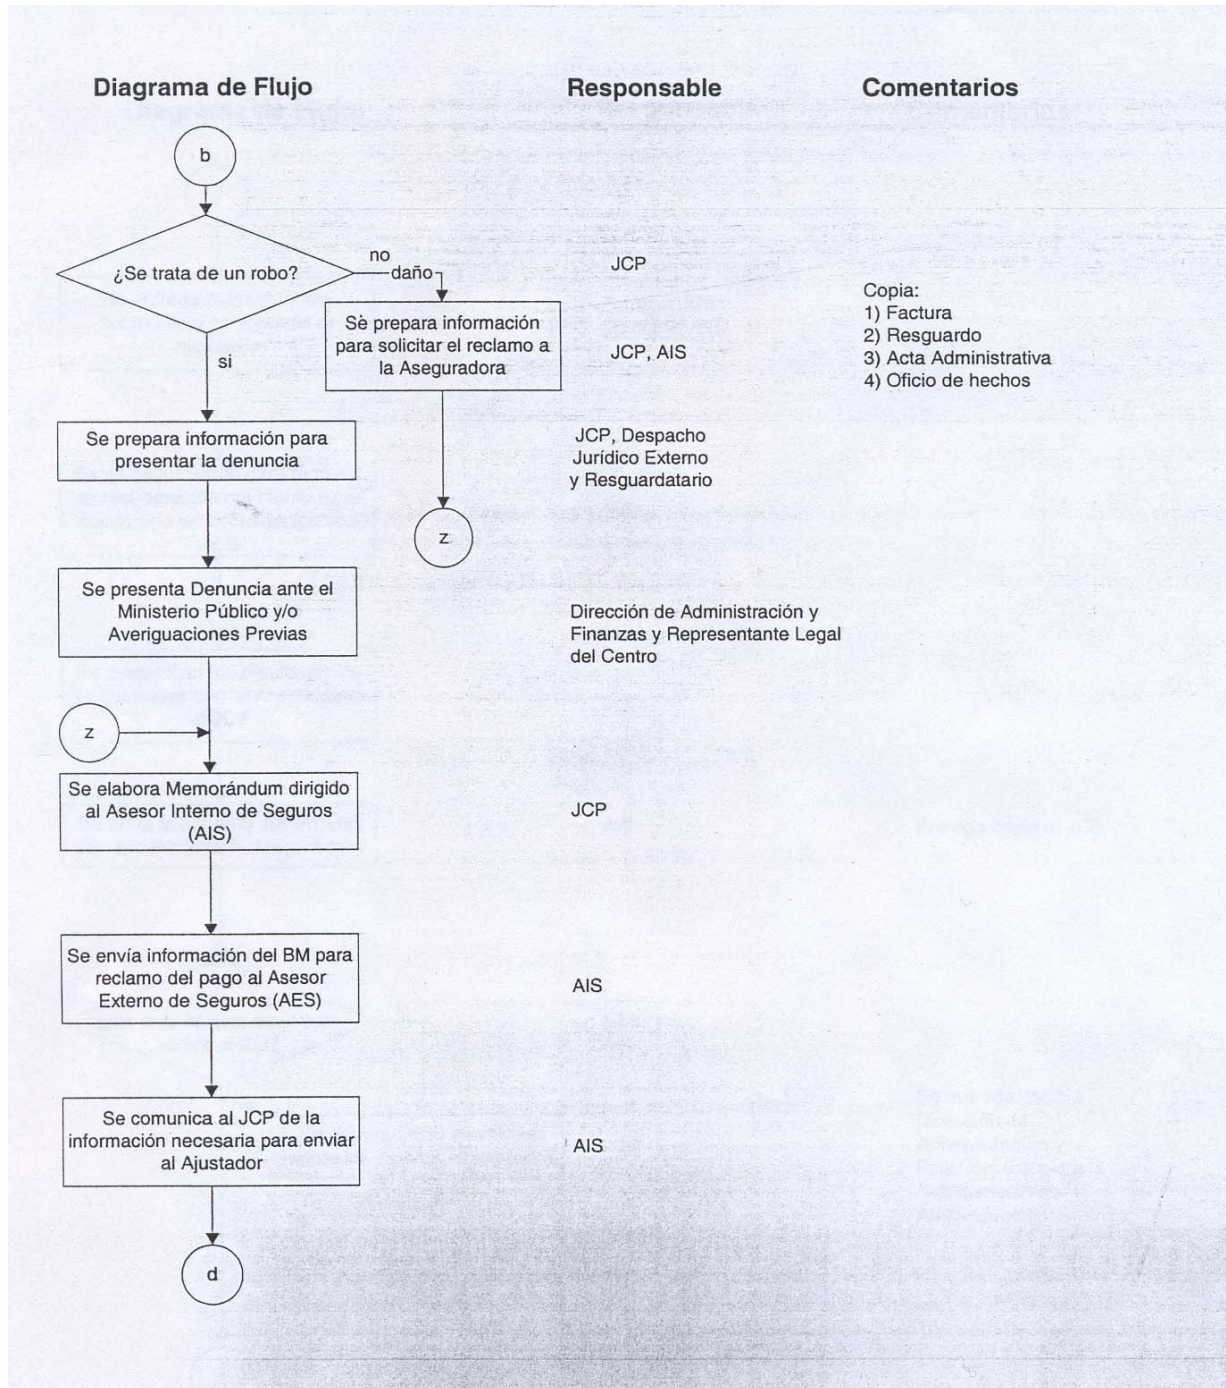 Diagrama de Flujo
Responsable
Comentarios
b
¿Se trata de un robo?
no
daño
si
JCP
Sè prepara información
para solicitar el reclamo a
la Aseguradora
JCP, AIS
Copia:
1) Factura
2) Resguardo
3) Acta Administrativa
4) Oficio de hechos
Se prepara información para
presentar la denuncia
JCP, Despacho
Jurídico Externo
y Resguardatario
z
Se presenta Denuncia ante el
Ministerio Público y/o
Averiguaciones Previas
Dirección de Administración y
Finanzas y Representante Legal
del Centro
z
Se elabora Memorándum dirigido
al Asesor Interno de Seguros
(AIS)
JCP
Se envía información del BM para
reclamo del pago al Asesor
Externo de Seguros (AES)
AIS
Se comunica al JCP de la
información necesaria para enviar
al Ajustador
AIS
d